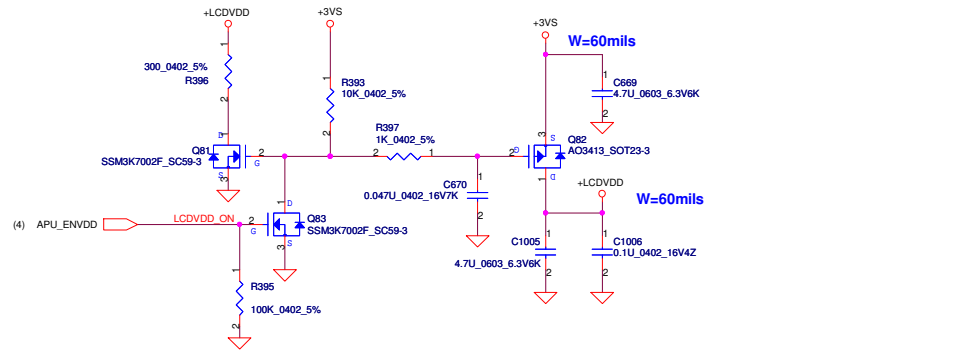 +LCDVDD
+3VS
+3VS
W=60mils
1
300_0402_5%
R396
2
1
R393
10K_0402_5%
2
1
C669
4.7U_0603_6.3V6K
2
R397
1K_0402_5%
2
1
D
1
Q81
SSM3K7002F_SC59-3
2
G
S
3
3
S
Q82
AO3413_SOT23-3
2
G
D
1
C670
0.047U_0402_16V7K
1
2
+LCDVDD
W=60mils
(4) APU_ENVDD
LCDVDD_ON
2
G
1
D
Q83
SSM3K7002F_SC59-3
S
3
1
C1005
4.7U_0603_6.3V6K
2
1
C1006
0.1U_0402_16V4Z
2
1
R395
100K_0402_5%
2